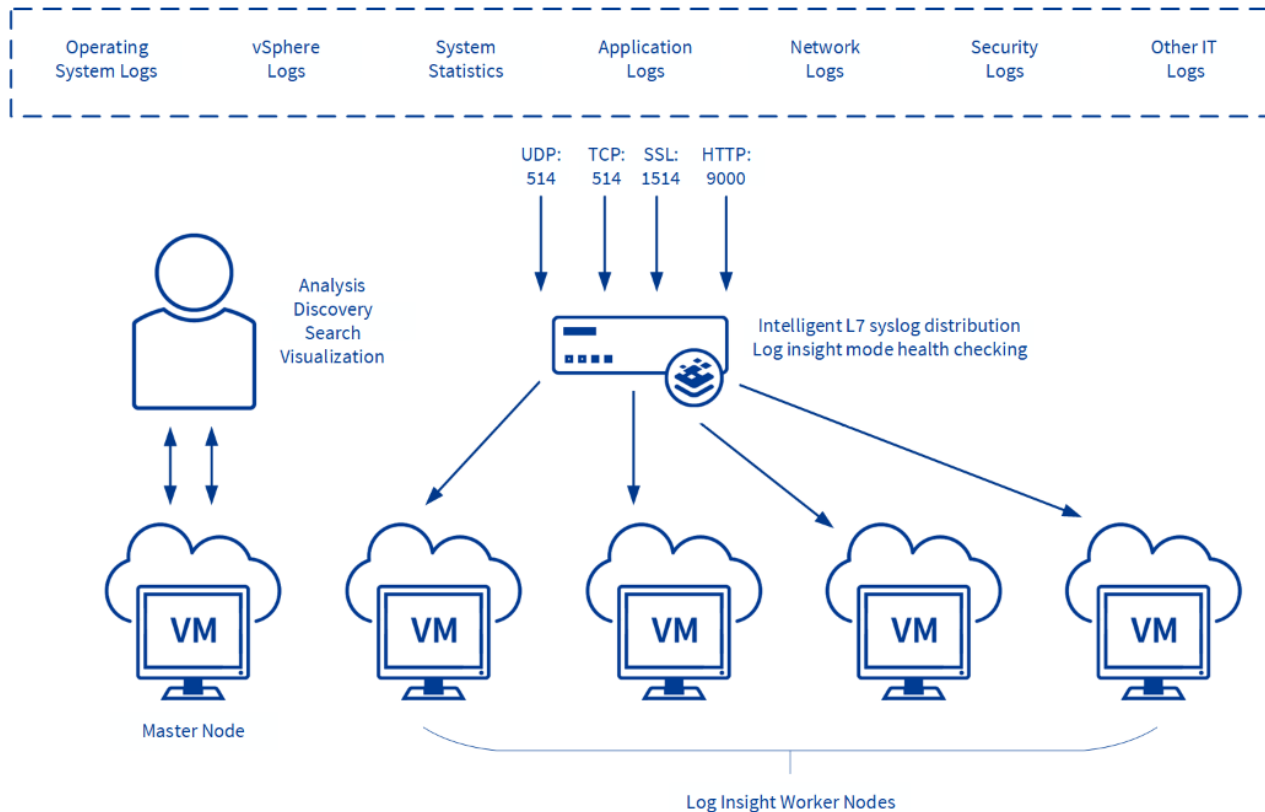 Operating
System Logs
vSphere
Logs
System
Statistics
Application
Logs
Network
Logs
Security
Logs
Other IT
Logs
UDP:
514
TCP:
514
SSL:
1514
HTTP:
9000
Analysis
Discovery
Search
Visualization
Intelligent L7 syslog distribution
Log insight mode health checking
VM
VM
VM
VM
VM
Master Node
Log Insight Worker Nodes